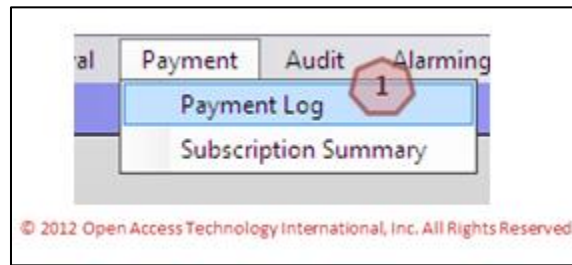 al Payment Audit Alarming
Payment Log
1
Subscription Summary
© 2012 Open Access Technology International, Inc. All Rights Reserved